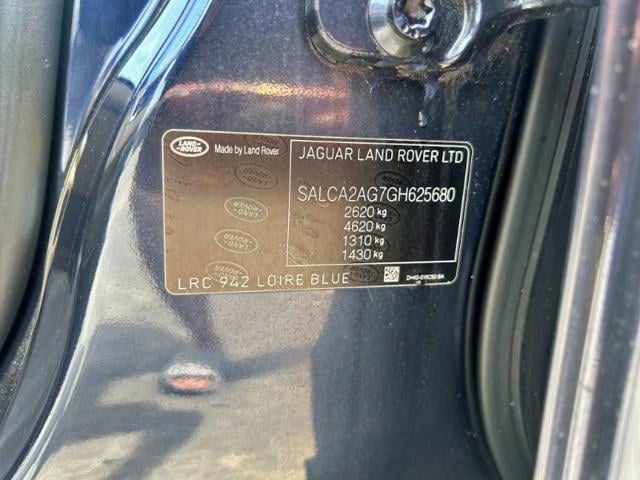 LAND-
ROVER
Made by Land Rover
JAGUAR LAND ROVER LTD
SALCA2AG7GH625680
2620 kg
4620 kg
1310 kg
1430 kg
LRC 942 LOIRE BLUE